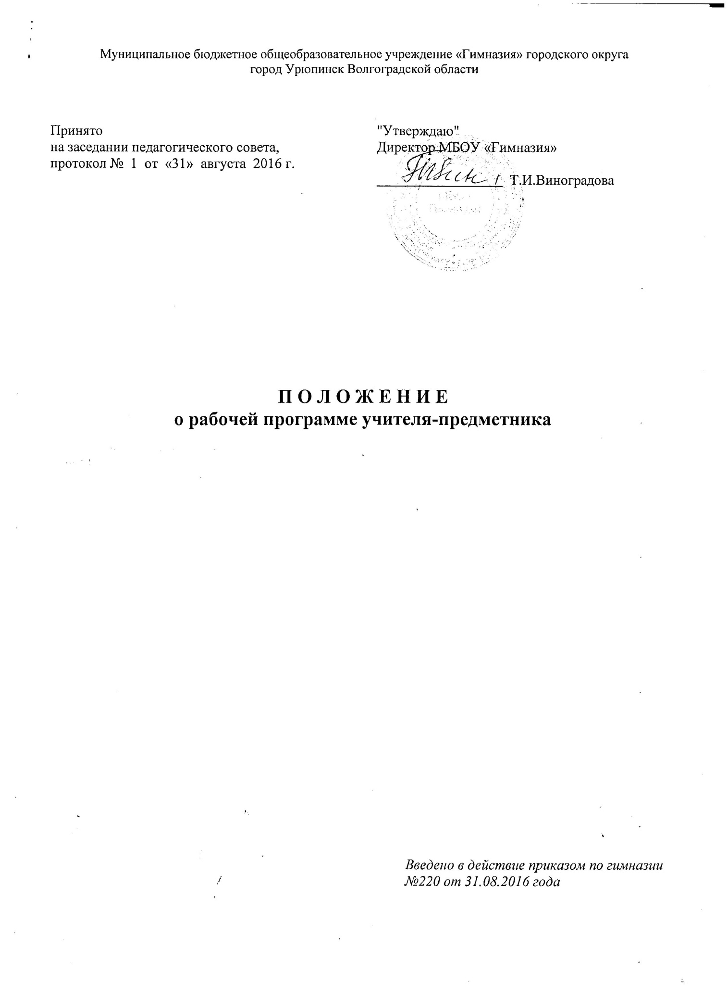 Муниципальное бюджетное общеобразовательное учреждение «Гимназия» городского округа
город Урюпинск Волгоградской области
Принято
на заседании педагогического совета,
протокол № 1 от «31» августа 2016 г.
"Утверждаю"
Директор МБОУ «Гимназия»
Т.И.Виноградова
П О Л О Ж Е Н И Е
о рабочей программе учителя-предметника
Введено в действие приказом по гимназии
№220 от 31.08.2016 года